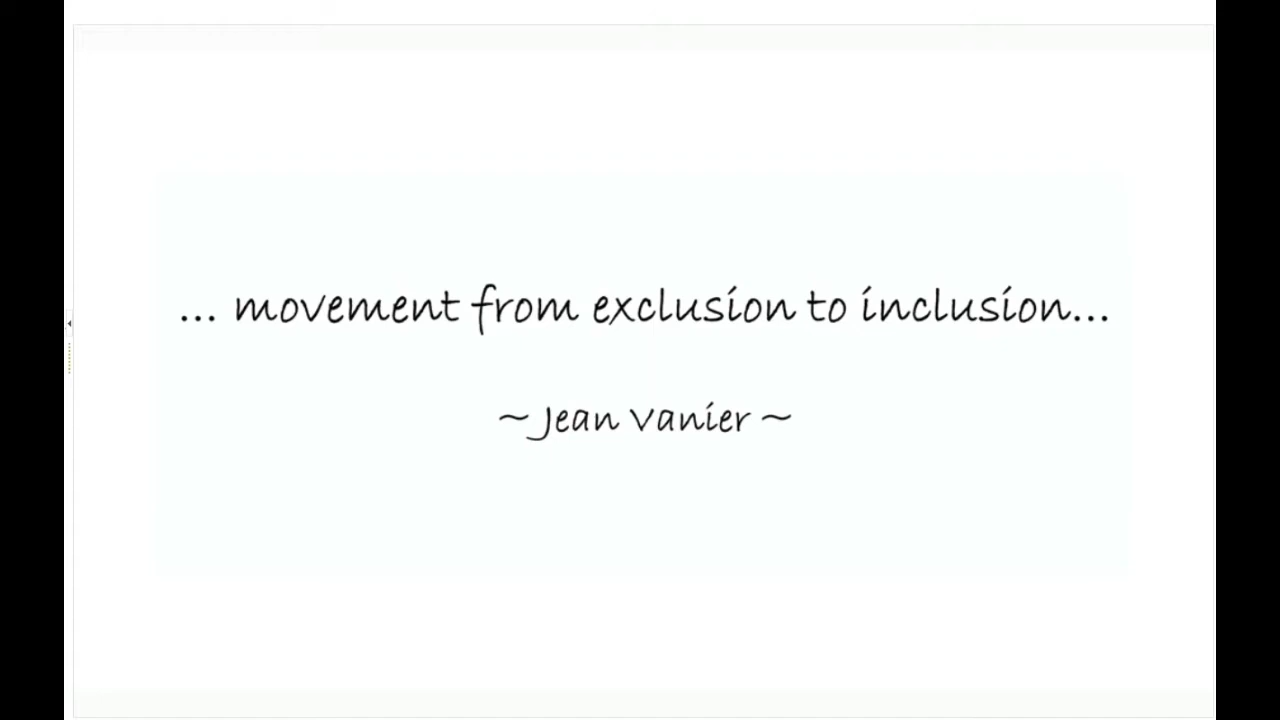 ... movement from exclusion to inclusion...
~ Jean Vanier ~